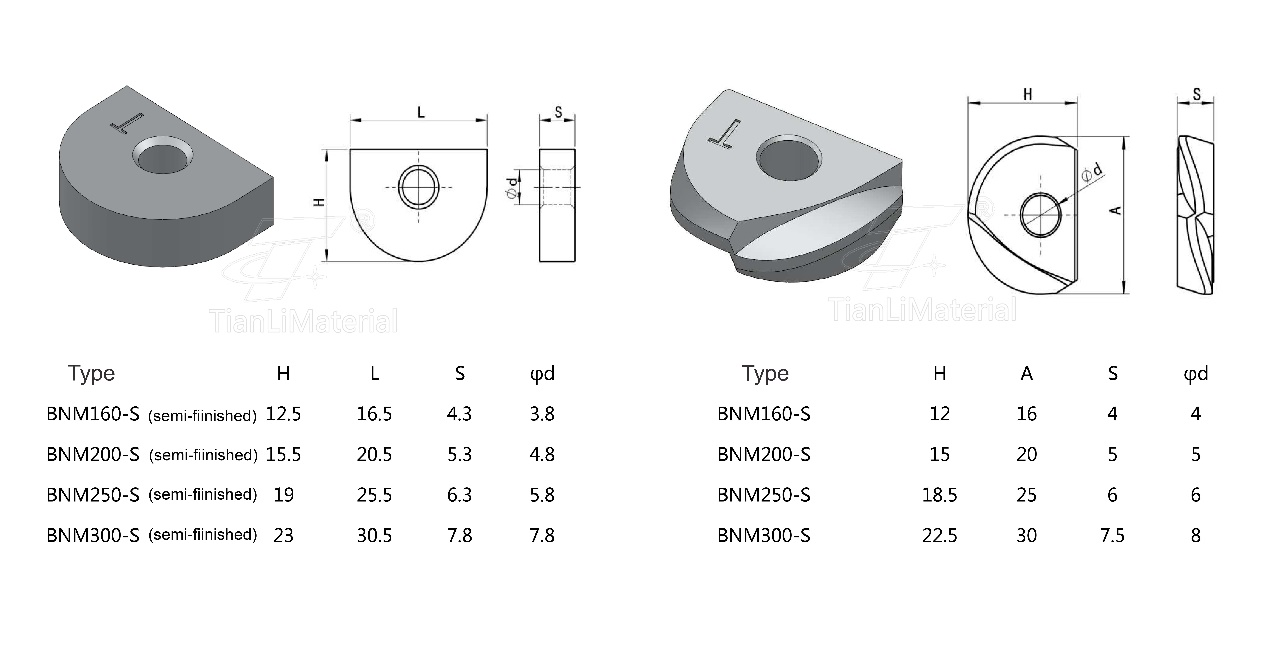 L
S
H
Φd
TianLiMaterial
Type H L S φd
BNM160-S (semi-fiinished) 12.5 16.5 4.3 3.8
BNM200-S (semi-fiinished) 15.5 20.5 5.3 4.8
BNM250-S (semi-fiinished) 19 25.5 6.3 5.8
BNM300-S (semi-fiinished) 23 30.5 7.8 7.8
H
S
Φd
A
TianLiMaterial
Type H A S φd
BNM160-S 12 16 4 4
BNM200-S 15 20 5 5
BNM250-S 18.5 25 6 6
BNM300-S 22.5 30 7.5 8